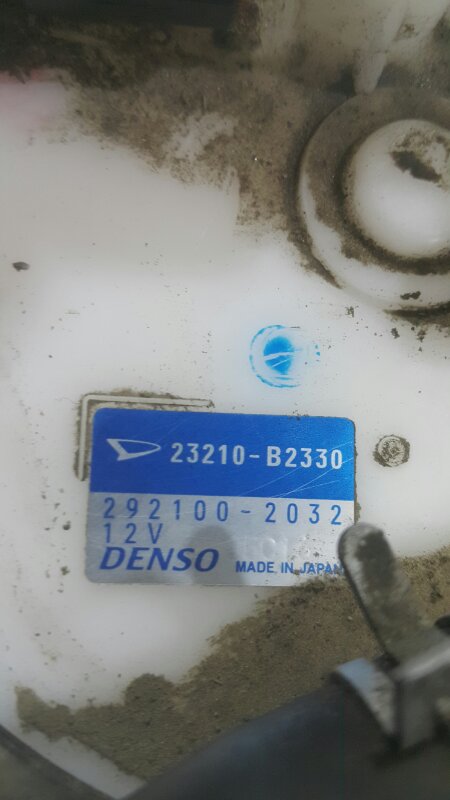 23210-B2330
292100-2032
12V
DENSO MADE IN JAPAN